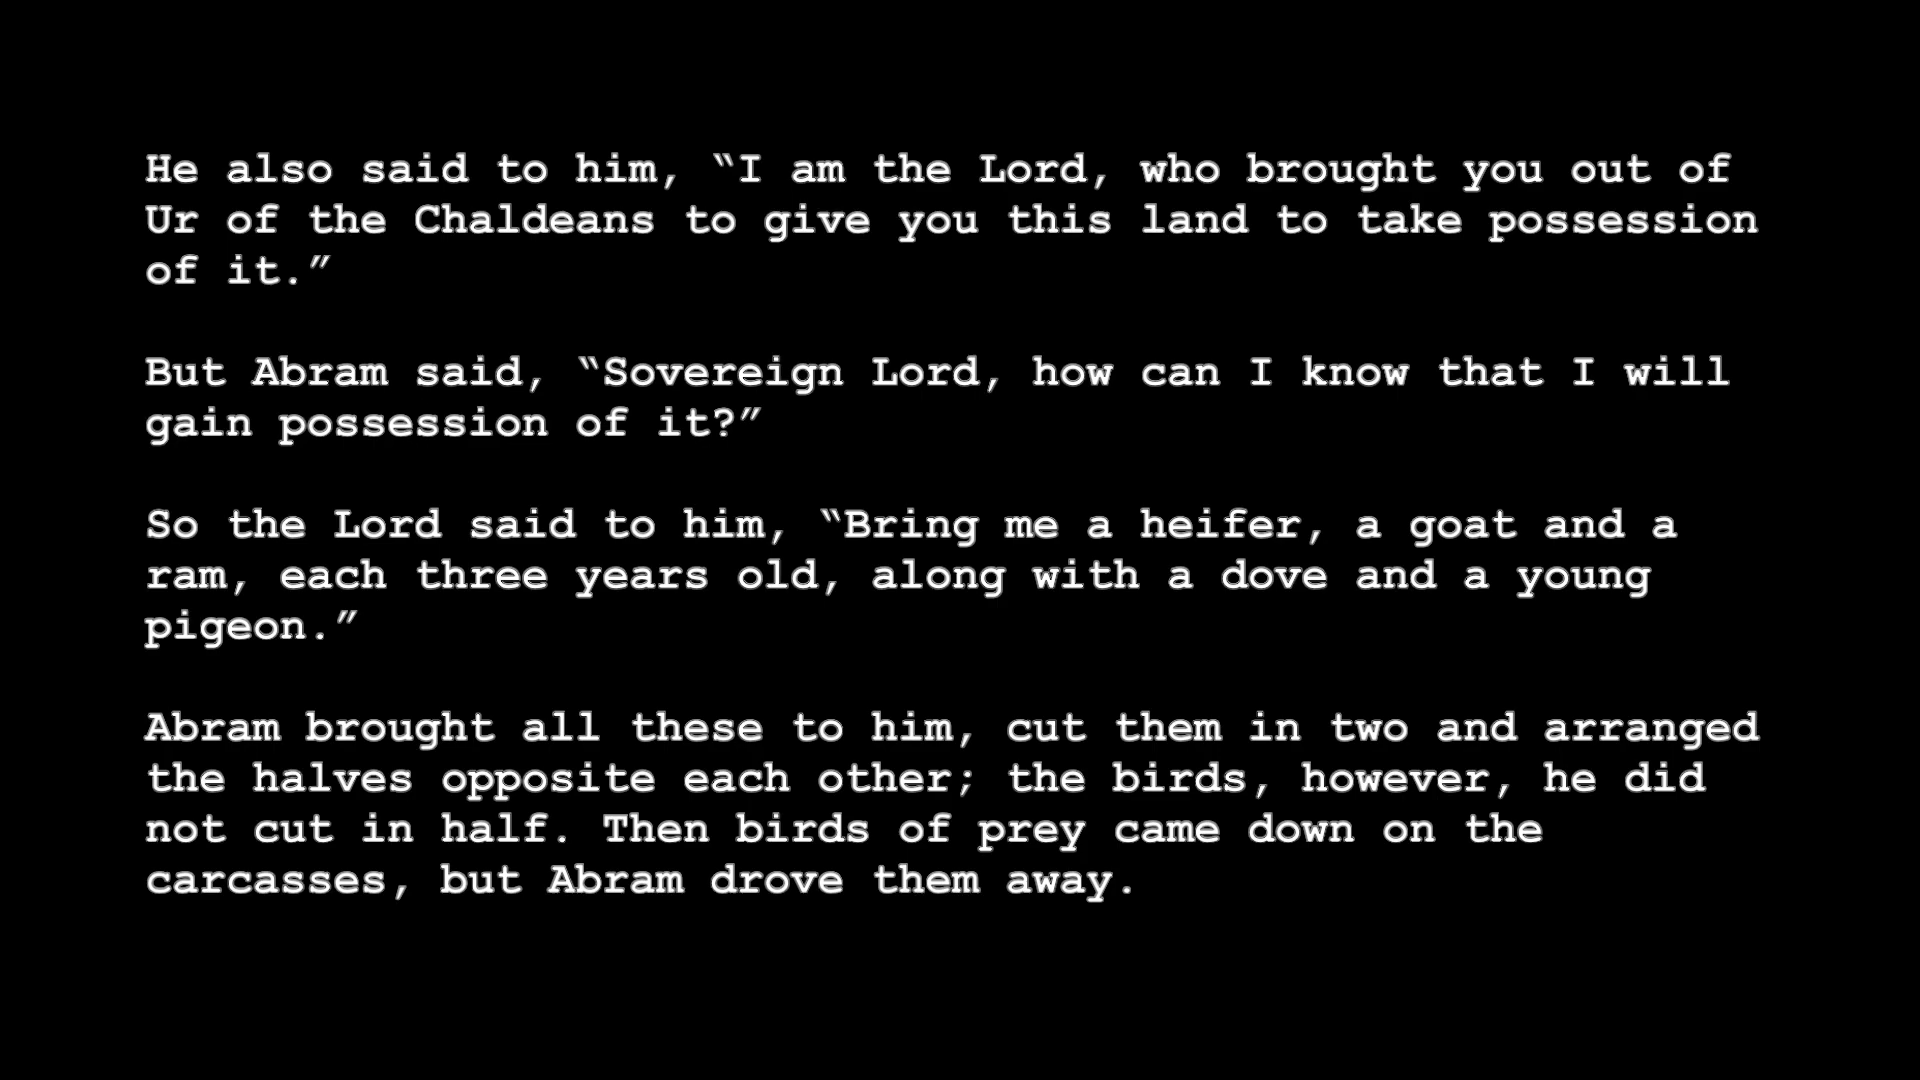 He also said to him, “I am the Lord, who brought you out of
Ur of the Chaldeans to give you this land to take possession
of it.”
But Abram said, “Sovereign Lord, how can I know that I will
gain possession of it?”
So the Lord said to him, “Bring me a heifer, a goat and a
ram, each three years old, along with a dove and a young
pigeon.”
Abram brought all these to him, cut them in two and arranged
the halves opposite each other; the birds, however, he did
not cut in half. Then birds of prey came down on the
carcasses, but Abram drove them away.